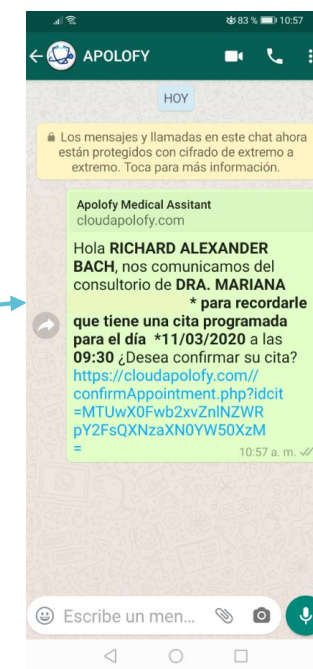 83 % 10:57
APOLOFY
HOY
Los mensajes y llamadas en este chat ahora
están protegidos con cifrado de extremo a
extremo. Toca para más información.
Apolofy Medical Assitant
cloudapolofy.com
Hola RICHARD ALEXANDER
BACH, nos comunicamos del
consultorio de DRA. MARIANA
* para recordarle
que tiene una cita programada
para el día *11/03/2020 a las
09:30 ¿Desea confirmar su cita?
https://cloudapolofy.com//
confirmAppointment.php?idcit
=MTUwX0Fwb2xvZnlNZWR
pY2FsQXNzaXN0YW50XzM
=
10:57 a. m.
Escribe un men...